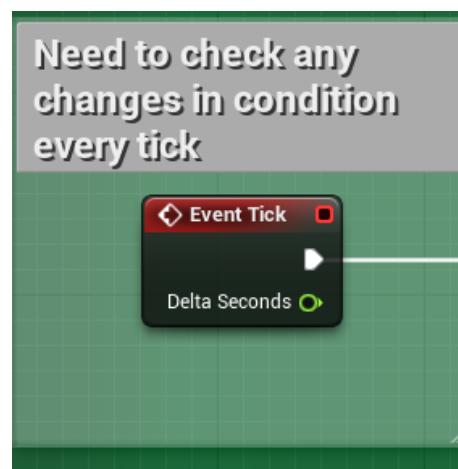 Need to check any
changes in condition
every tick
Event Tick
Delta Seconds